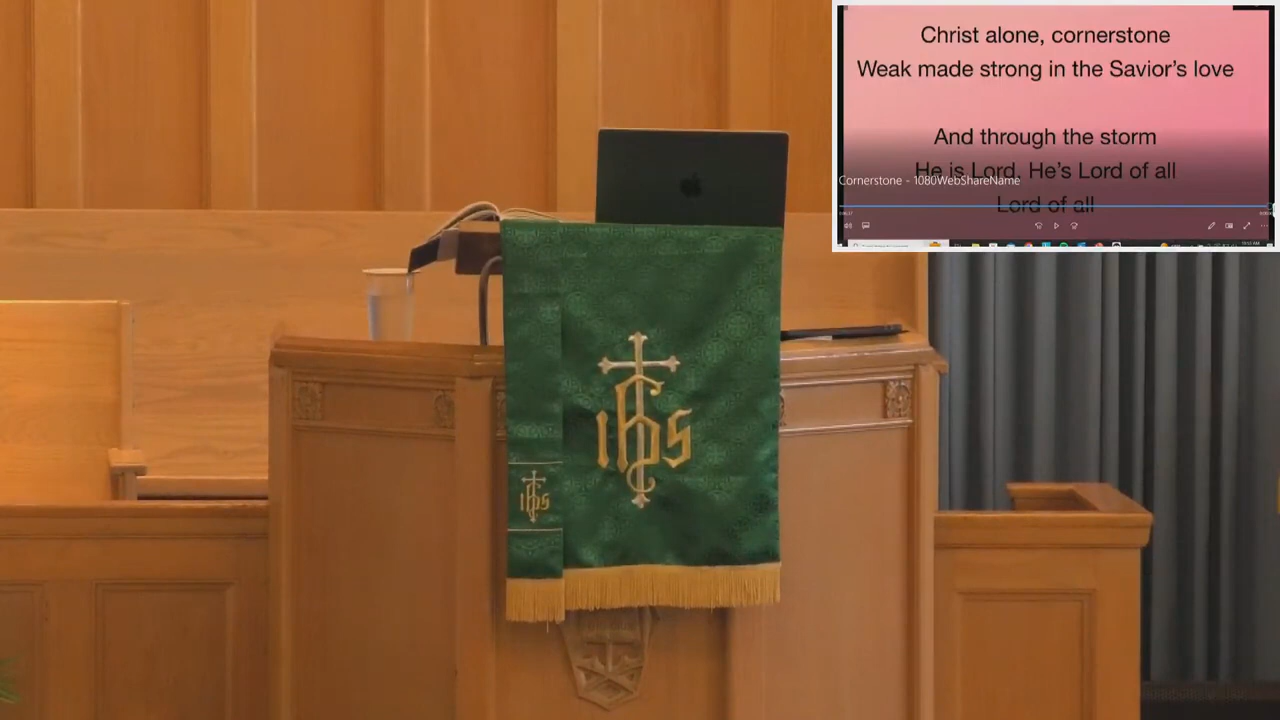 Christ alone, cornerstone
Weak made strong in the Savior's love
And through the storm
He is Lord, He's Lord of all
Cornerstone - 1080WebShareName
Lord of all
ihs
ihs